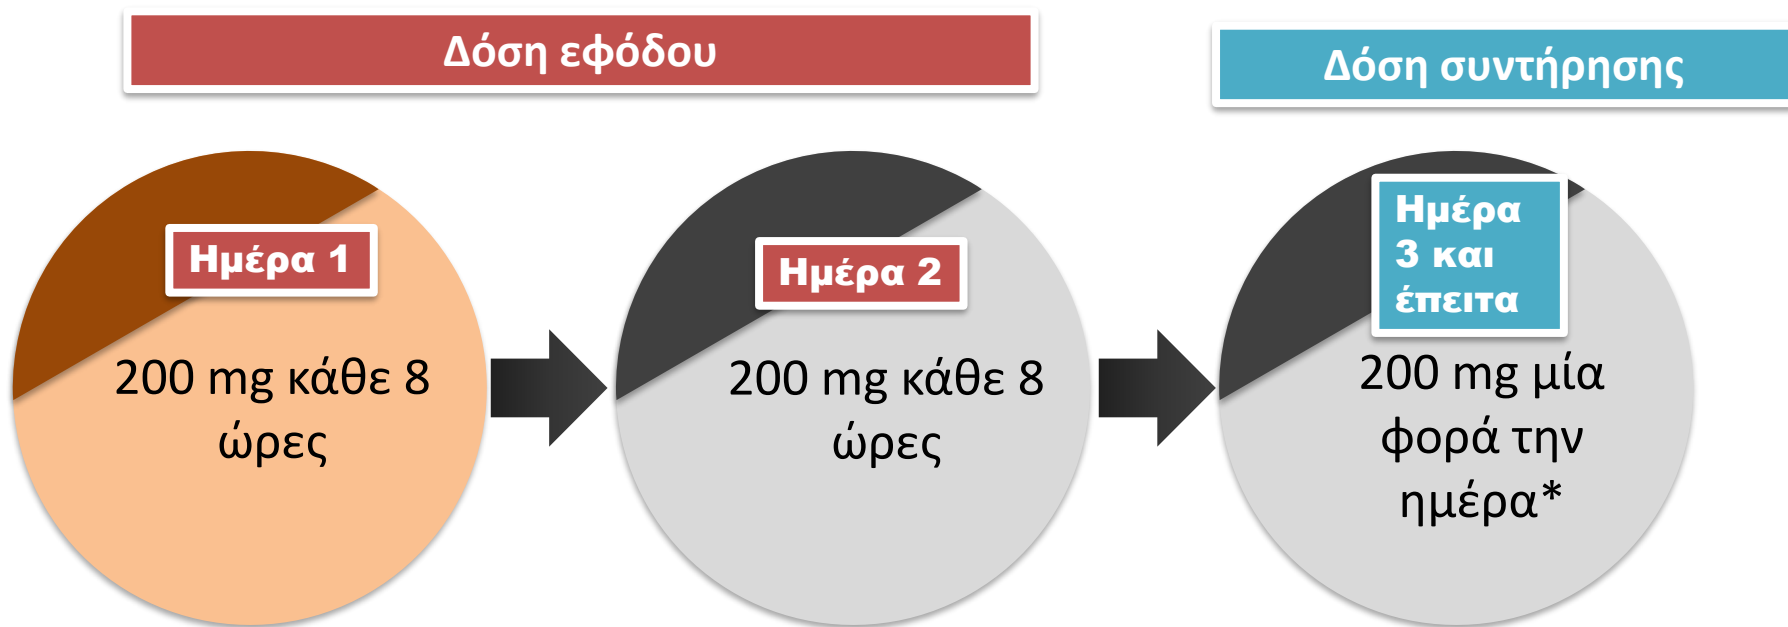 Δόση εφόδου
Δόση συντήρησης
Ημέρα 1
200 mg κάθε 8
ώρες
Ημέρα 2
200 mg κάθε 8
ώρες
Ημέρα
3 και
έπειτα
200 mg μία
φορά την
ημέρα*